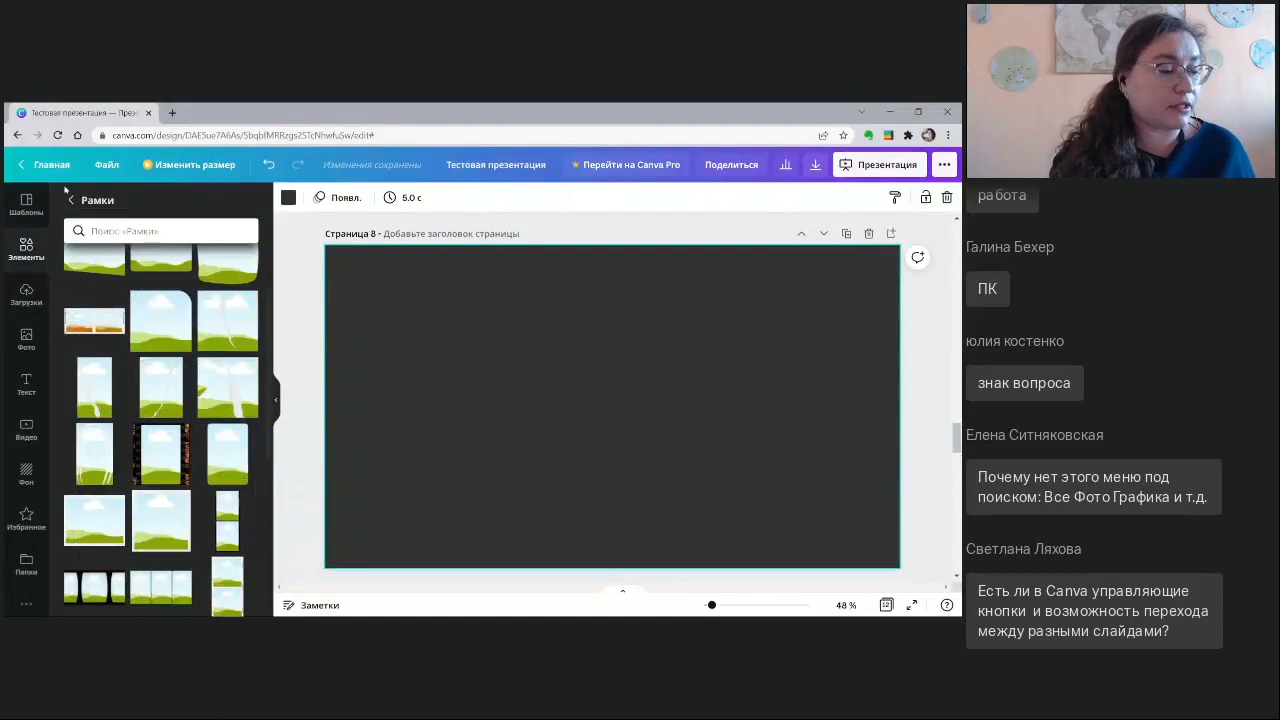 Тестовая презентация — През
canva.com/design/DAE5ue7A6As/5bqbfMRRzgs2STcNhwfuSw/edit#
Главная
Файл
Изменить размер
Изменения сохранены
Тестовая презентация
Перейти на Canva Pro
Поделиться
Презентация
Шаблоны
Элементы
Загрузки
Фото
Текст
Видео
Фон
Избранное
Папки
Рамки
Поиск: «Рамки»
Появл.
5.0 с
Страница 8 - Добавьте заголовок страницы
Заметки
48 %
12
работа
Галина Бехер
ПК
юлия костенко
знак вопроса
Елена Ситняковская
Почему нет этого меню под
поиском: Все Фото Графика и т.д.
Светлана Ляхова
Есть ли в Canva управляющие
кнопки и возможность перехода
между разными слайдами?